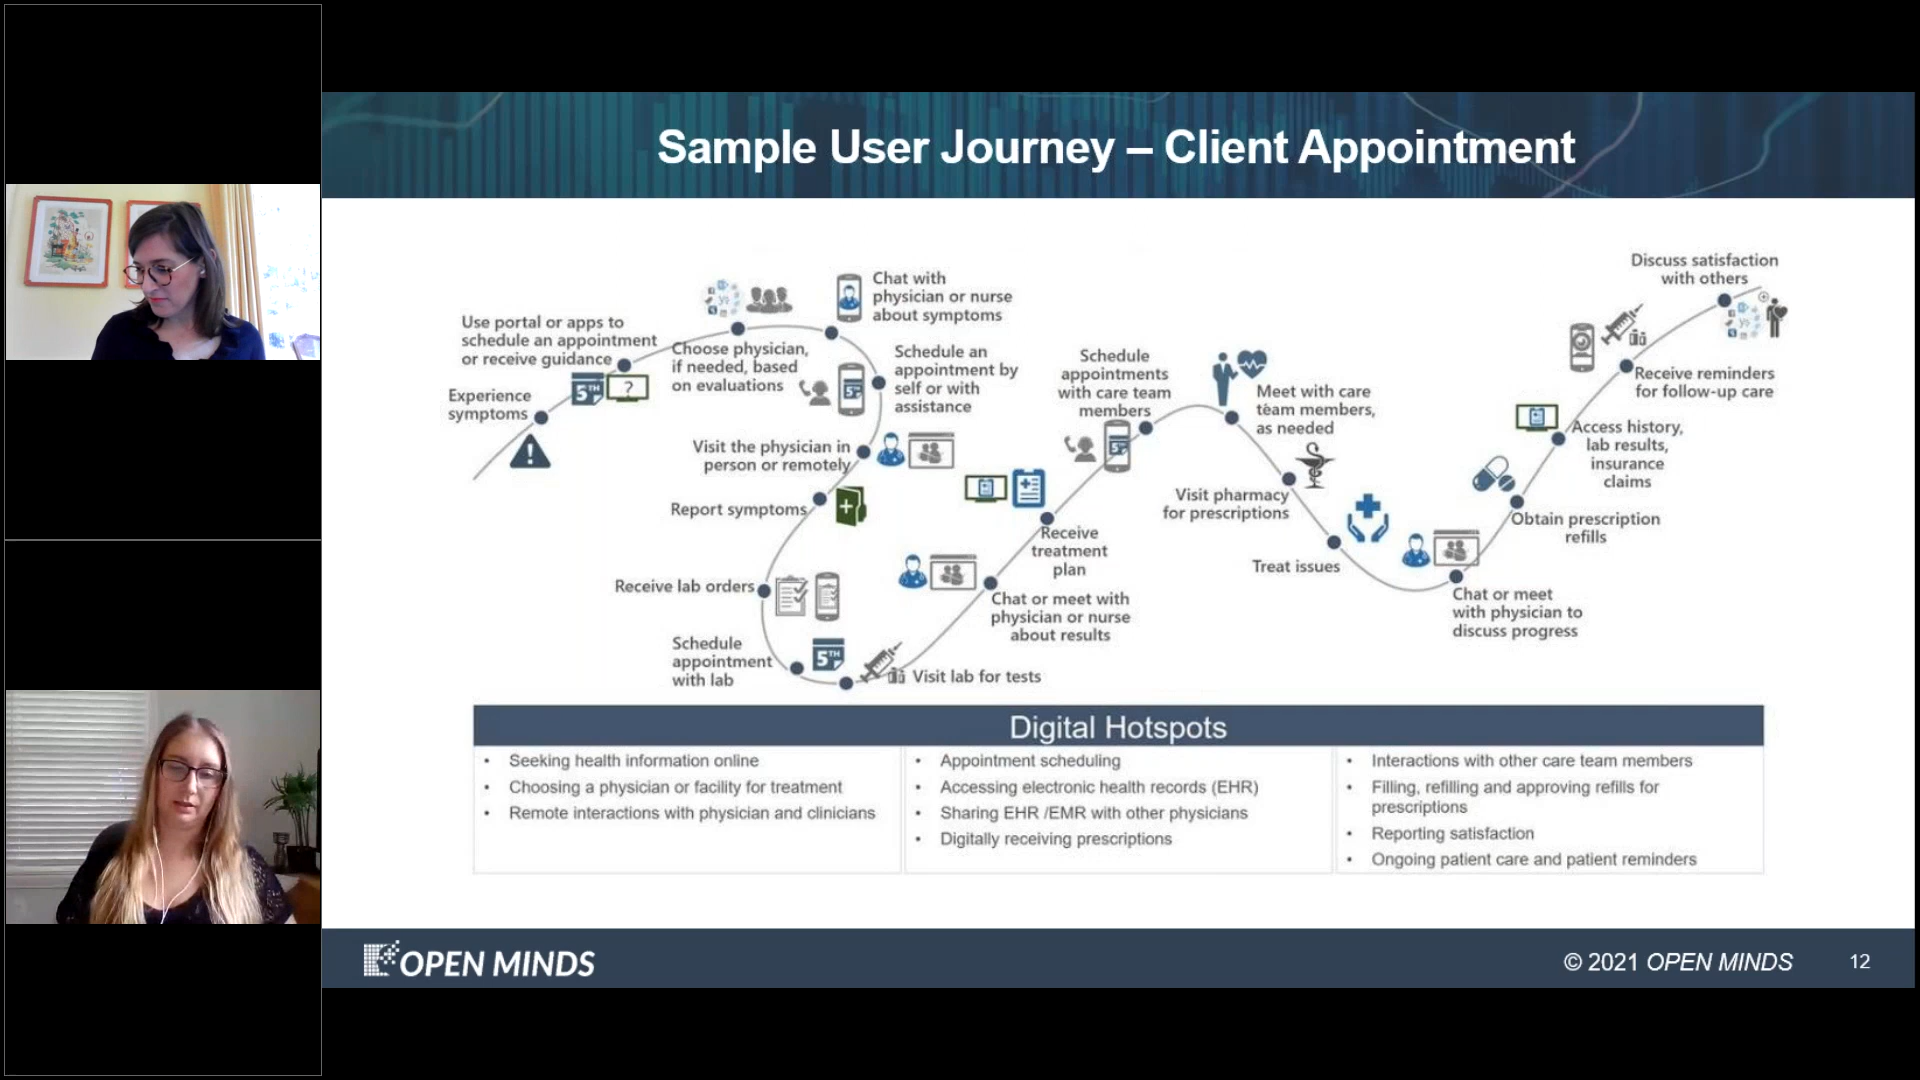 Sample User Journey – Client Appointment
Experience
symptoms
Use portal or apps to
schedule an appointment
or receive guidance
5TH
?
Choose physician,
if needed, based
on evaluations
Chat with
physician or nurse
about symptoms
Schedule an
appointment by
self or with
assistance
5TH
Visit the physician in
person or remotely
Report symptoms
Receive lab orders
Schedule
appointment
with lab
5TH
Visit lab for tests
Chat or meet with
physician or nurse
about results
Receive
treatment
plan
Schedule
appointments
with care team
members
5TH
Meet with care
team members,
as needed
Visit pharmacy
for prescriptions
Treat issues
Chat or meet
with physician to
discuss progress
Obtain prescription
refills
Access history,
lab results,
insurance
claims
Receive reminders
for follow-up care
Discuss satisfaction
with others
Digital Hotspots
• Seeking health information online
• Choosing a physician or facility for treatment
• Remote interactions with physician and clinicians
• Appointment scheduling
• Accessing electronic health records (EHR)
• Sharing EHR /EMR with other physicians
• Digitally receiving prescriptions
• Interactions with other care team members
• Filling, refilling and approving refills for
prescriptions
• Reporting satisfaction
• Ongoing patient care and patient reminders
OPEN MINDS
© 2021 OPEN MINDS
12